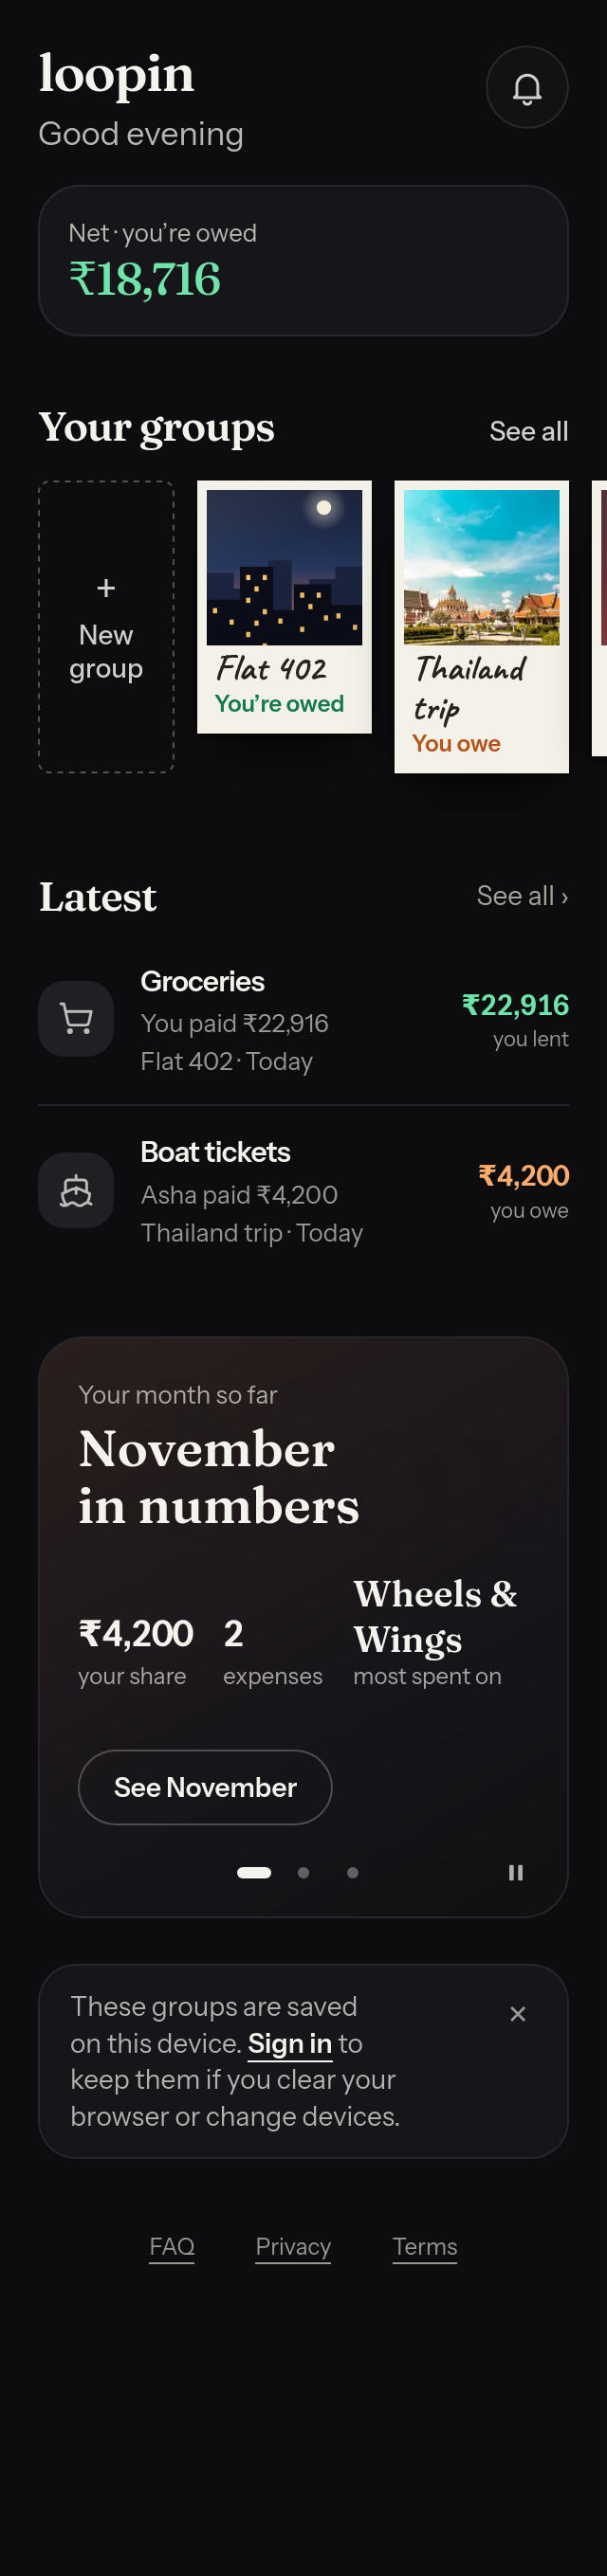 loopin
Good evening
Net · you’re owed
₹18,716
Your groups
See all
+
New
group
Flat 402
You’re owed
Thailand
trip
You owe
Latest
See all ›
Groceries
You paid ₹22,916
Flat 402 · Today
₹22,916
you lent
Boat tickets
Asha paid ₹4,200
Thailand trip · Today
₹4,200
you owe
Your month so far
November
in numbers
₹4,200
your share
2
expenses
Wheels &
Wings
most spent on
See November
These groups are saved
on this device. Sign in to
keep them if you clear your
browser or change devices.
FAQ
Privacy
Terms